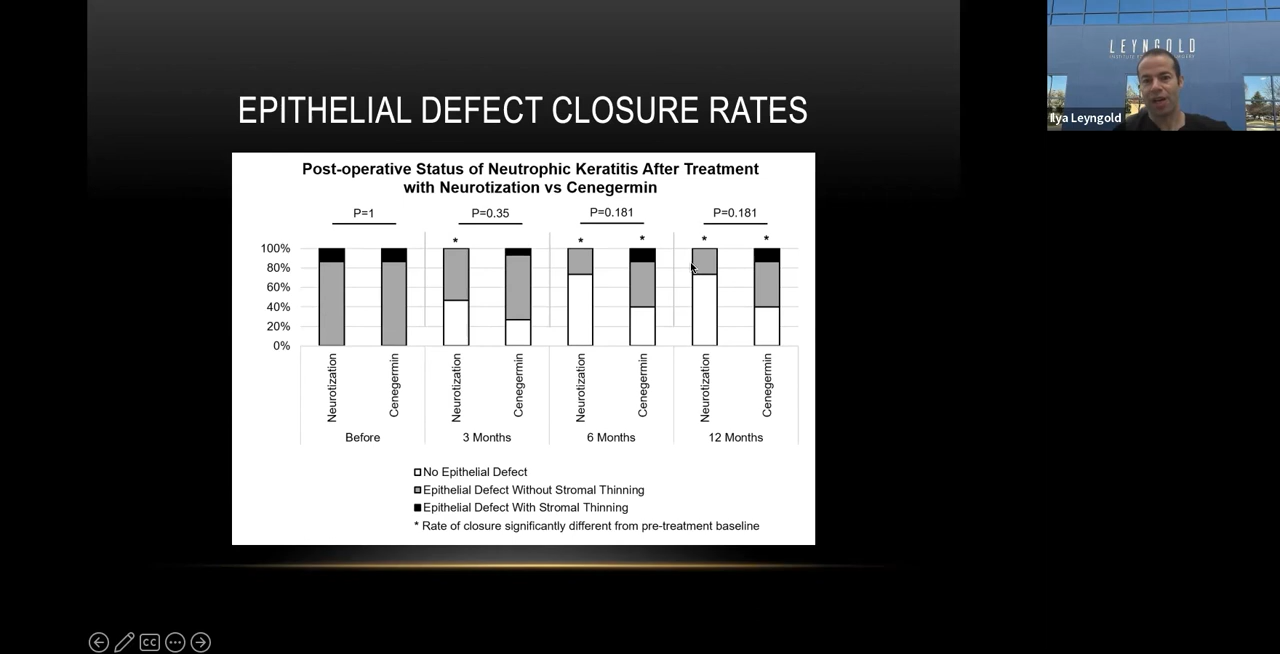 LEYNGOLD
Ilya Leyngold
EPITHELIAL DEFECT CLOSURE RATES
Post-operative Status of Neutrophic Keratitis After Treatment
with Neurotization vs Cenegermin
P=1 P=0.35 P=0.181 P=0.181
* * * * *
100%
80%
60%
40%
20%
0%
Neurotization Cenegermin Neurotization Cenegermin Neurotization Cenegermin Neurotization Cenegermin
Before 3 Months 6 Months 12 Months
No Epithelial Defect
Epithelial Defect Without Stromal Thinning
Epithelial Defect With Stromal Thinning
* Rate of closure significantly different from pre-treatment baseline
CC